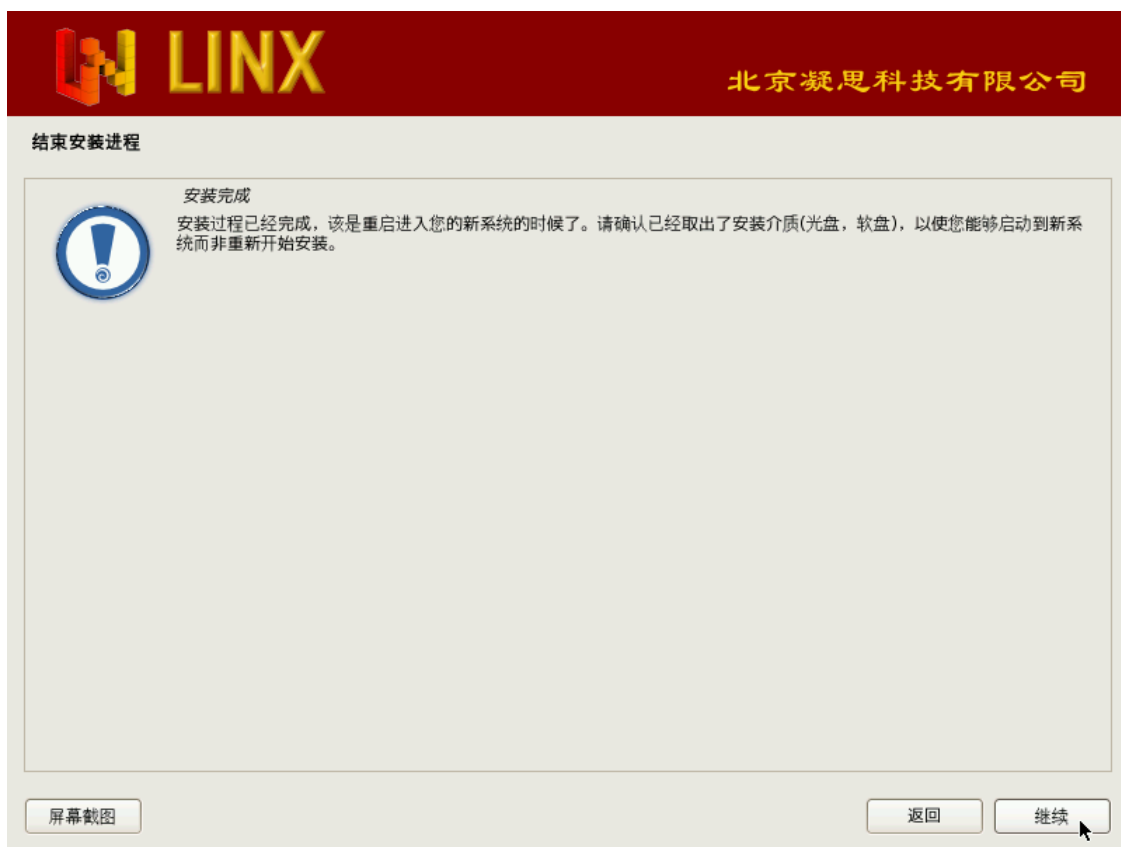 LINX
北京凝思科技有限公司
结束安装进程
安装完成
安装过程已经完成，该是重启进入您的新系统的时候了。请确认已经取出了安装介质(光盘，软盘)，以使您能够启动到新系
统而非重新开始安装。
屏幕截图
返回
继续